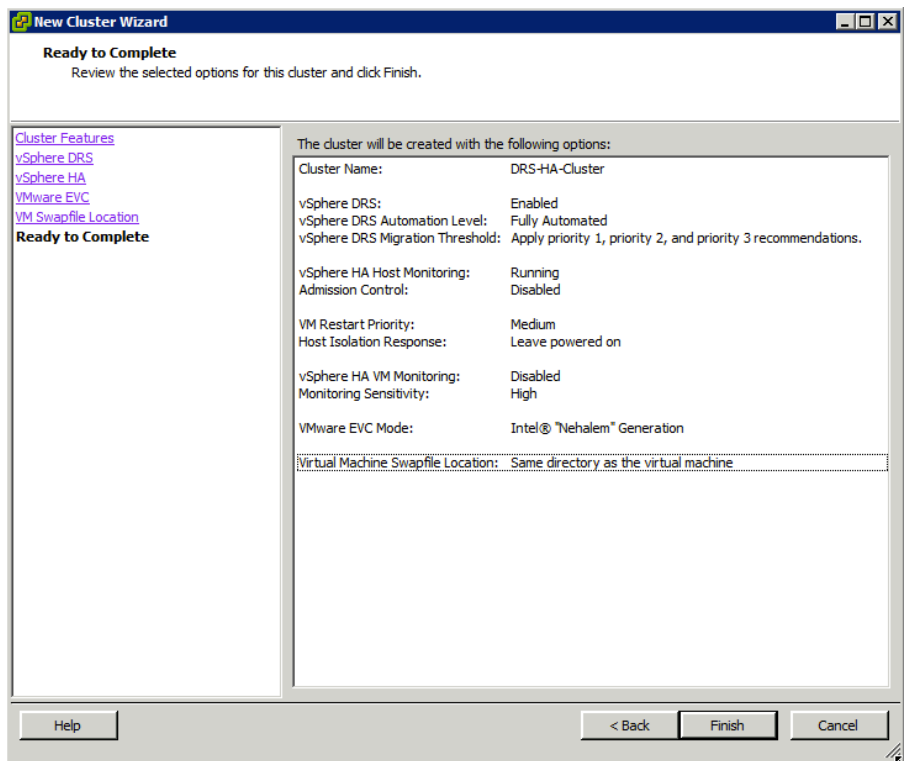 New Cluster Wizard
Ready to Complete
Review the selected options for this cluster and click Finish.
Cluster Features
vSphere DRS
vSphere HA
VMware EVC
VM Swapfile Location
Ready to Complete
The cluster will be created with the following options:
Cluster Name: DRS-HA-Cluster
vSphere DRS: Enabled
vSphere DRS Automation Level: Fully Automated
vSphere DRS Migration Threshold: Apply priority 1, priority 2, and priority 3 recommendations.
vSphere HA Host Monitoring: Running
Admission Control: Disabled
VM Restart Priority: Medium
Host Isolation Response: Leave powered on
vSphere HA VM Monitoring: Disabled
Monitoring Sensitivity: High
VMware EVC Mode: Intel® "Nehalem" Generation
Virtual Machine Swapfile Location: Same directory as the virtual machine
Help
< Back
Finish
Cancel